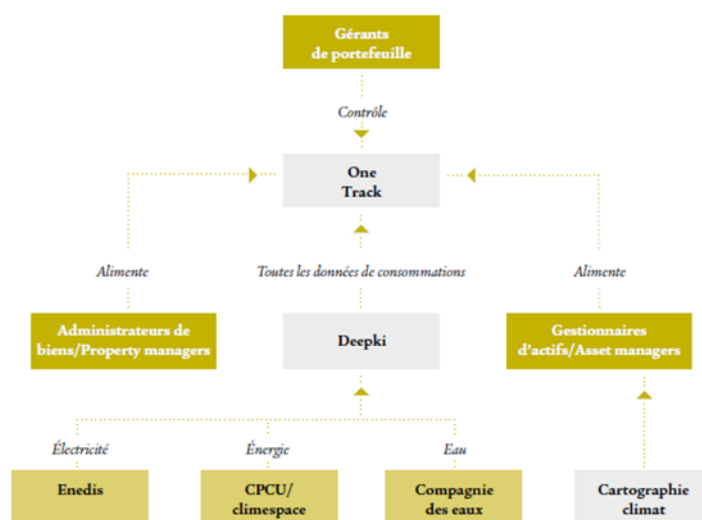 Gérants
de portefeuille
Contrôle
One
Track
Alimente
Toutes les données de consommations
Alimente
Administrateurs de
biens/Property managers
Deepki
Gestionnaires
d'actifs/Asset managers
Électricité
Énergie
Eau
Enedis
CPCU/
climespace
Compagnie
des eaux
Cartographie
climat